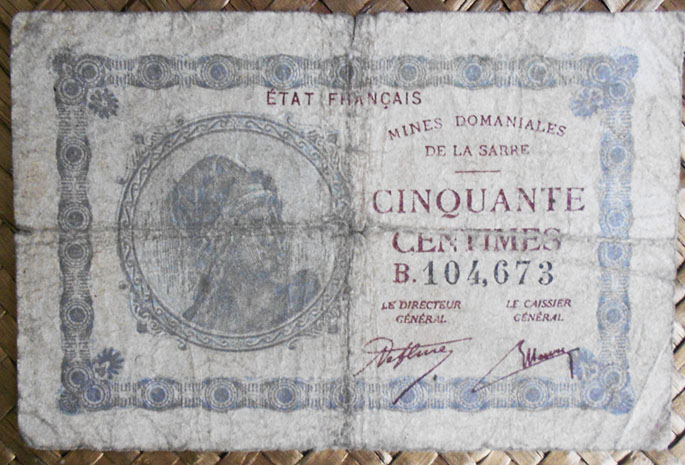 ÉTAT FRANÇAIS
MINES DOMANIALES
DE LA SARRE
CINQUANTE
CENTIMES
B. 104,673
LE DIRECTEUR
GÉNÉRAL
LE CAISSIER
GÉNÉRAL